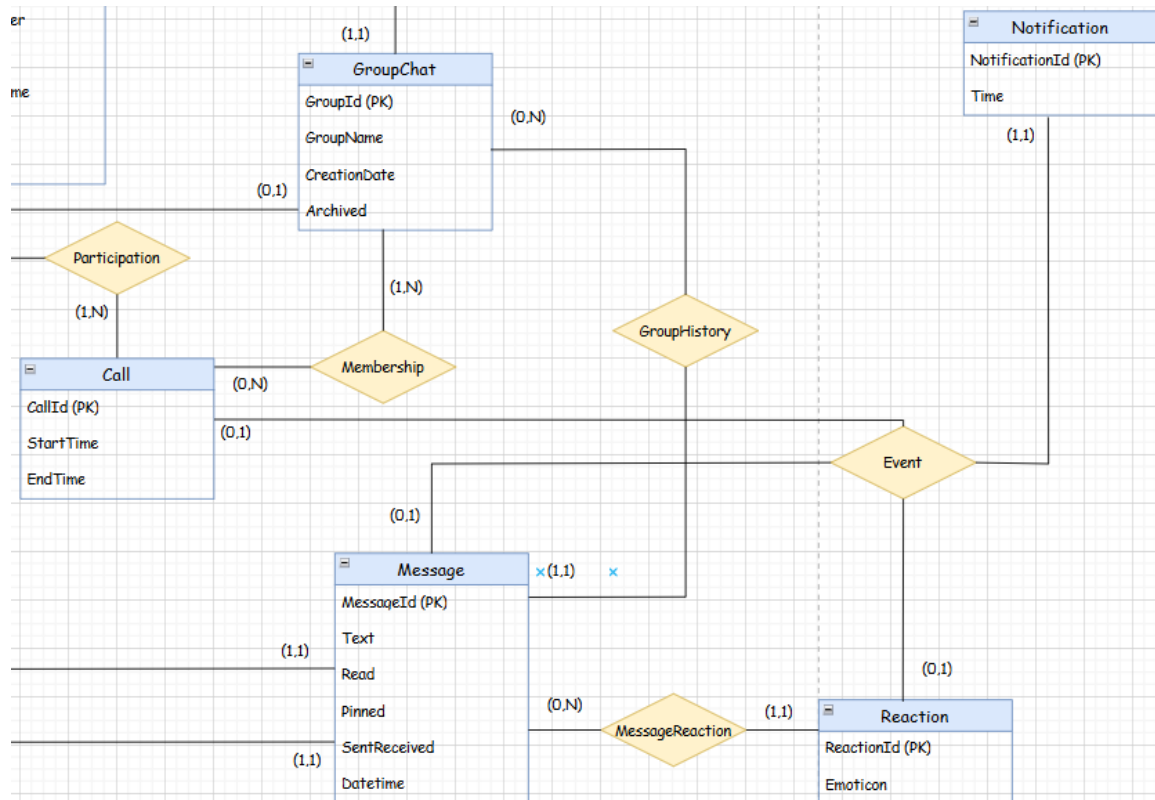 er
me
(1,1)
GroupChat
GroupId (PK)
GroupName
CreationDate
Archived
(0,N)
(0,1)
Notification
NotificationId (PK)
Time
(1,1)
Participation
(1,N)
(1,N)
GroupHistory
Call
CallId (PK)
StartTime
EndTime
Membership
(0,N)
(0,1)
Event
(0,1)
Message
MessageId (PK)
Text
Read
Pinned
SentReceived
Datetime
(1,1)
(1,1)
(1,1)
(0,N)
MessageReaction
(1,1)
(0,1)
Reaction
ReactionId (PK)
Emoticon